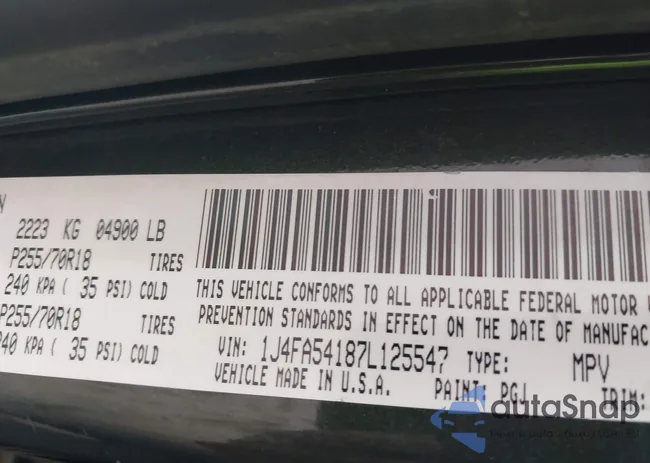 N
2223 KG 04900 LB
P255/70R18 TIRES
240 KPA ( 35 PSI) COLD
P255/70R18 TIRES
240 KPA ( 35 PSI) COLD
THIS VEHICLE CONFORMS TO ALL APPLICABLE FEDERAL MOTOR
PREVENTION STANDARDS IN EFFECT ON THE DATE OF MANUFAC
VIN: 1J4FA54187L125547 TYPE: MPV
VEHICLE MADE IN U.S.A. PAINT: PGJ TRIM:
autoSnap